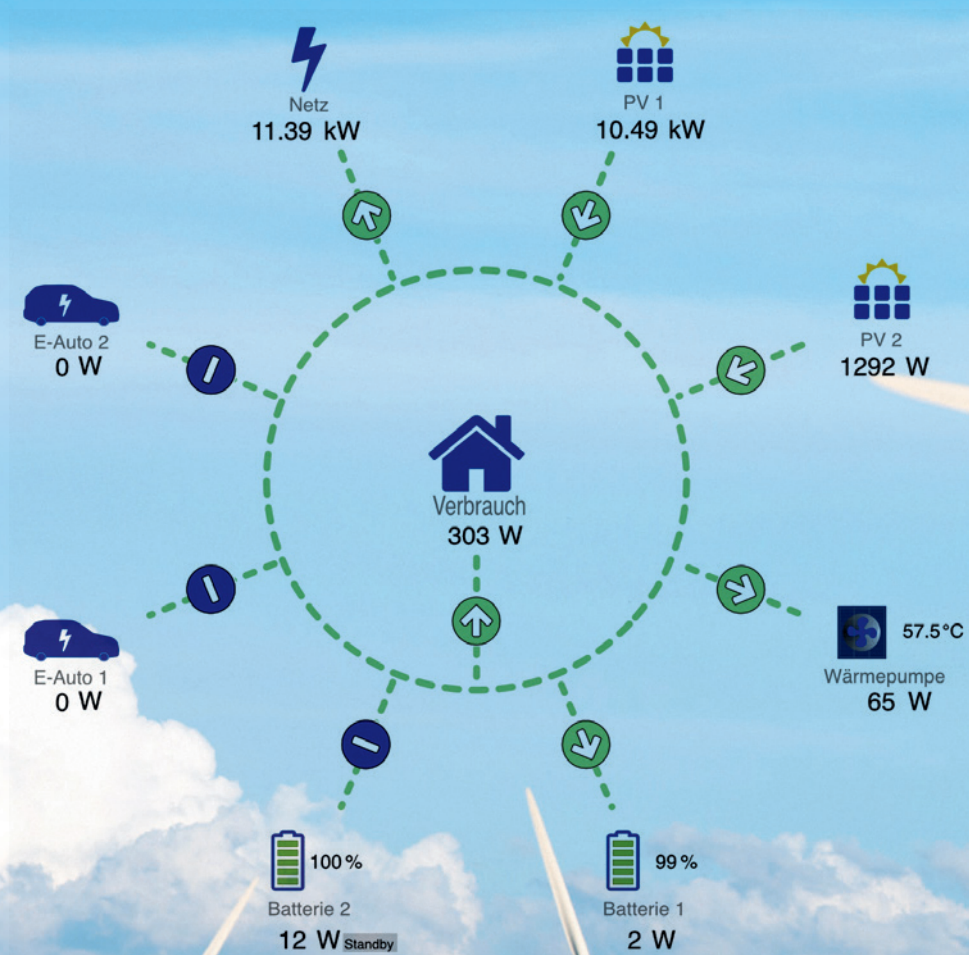 Netz
11.39 kW
PV 1
10.49 kW
E-Auto 2
0 W
PV 2
1292 W
Verbrauch
303 W
E-Auto 1
0 W
57.5°C
Wärmepumpe
65 W
100%
Batterie 2
12 W Standby
99%
Batterie 1
2 W